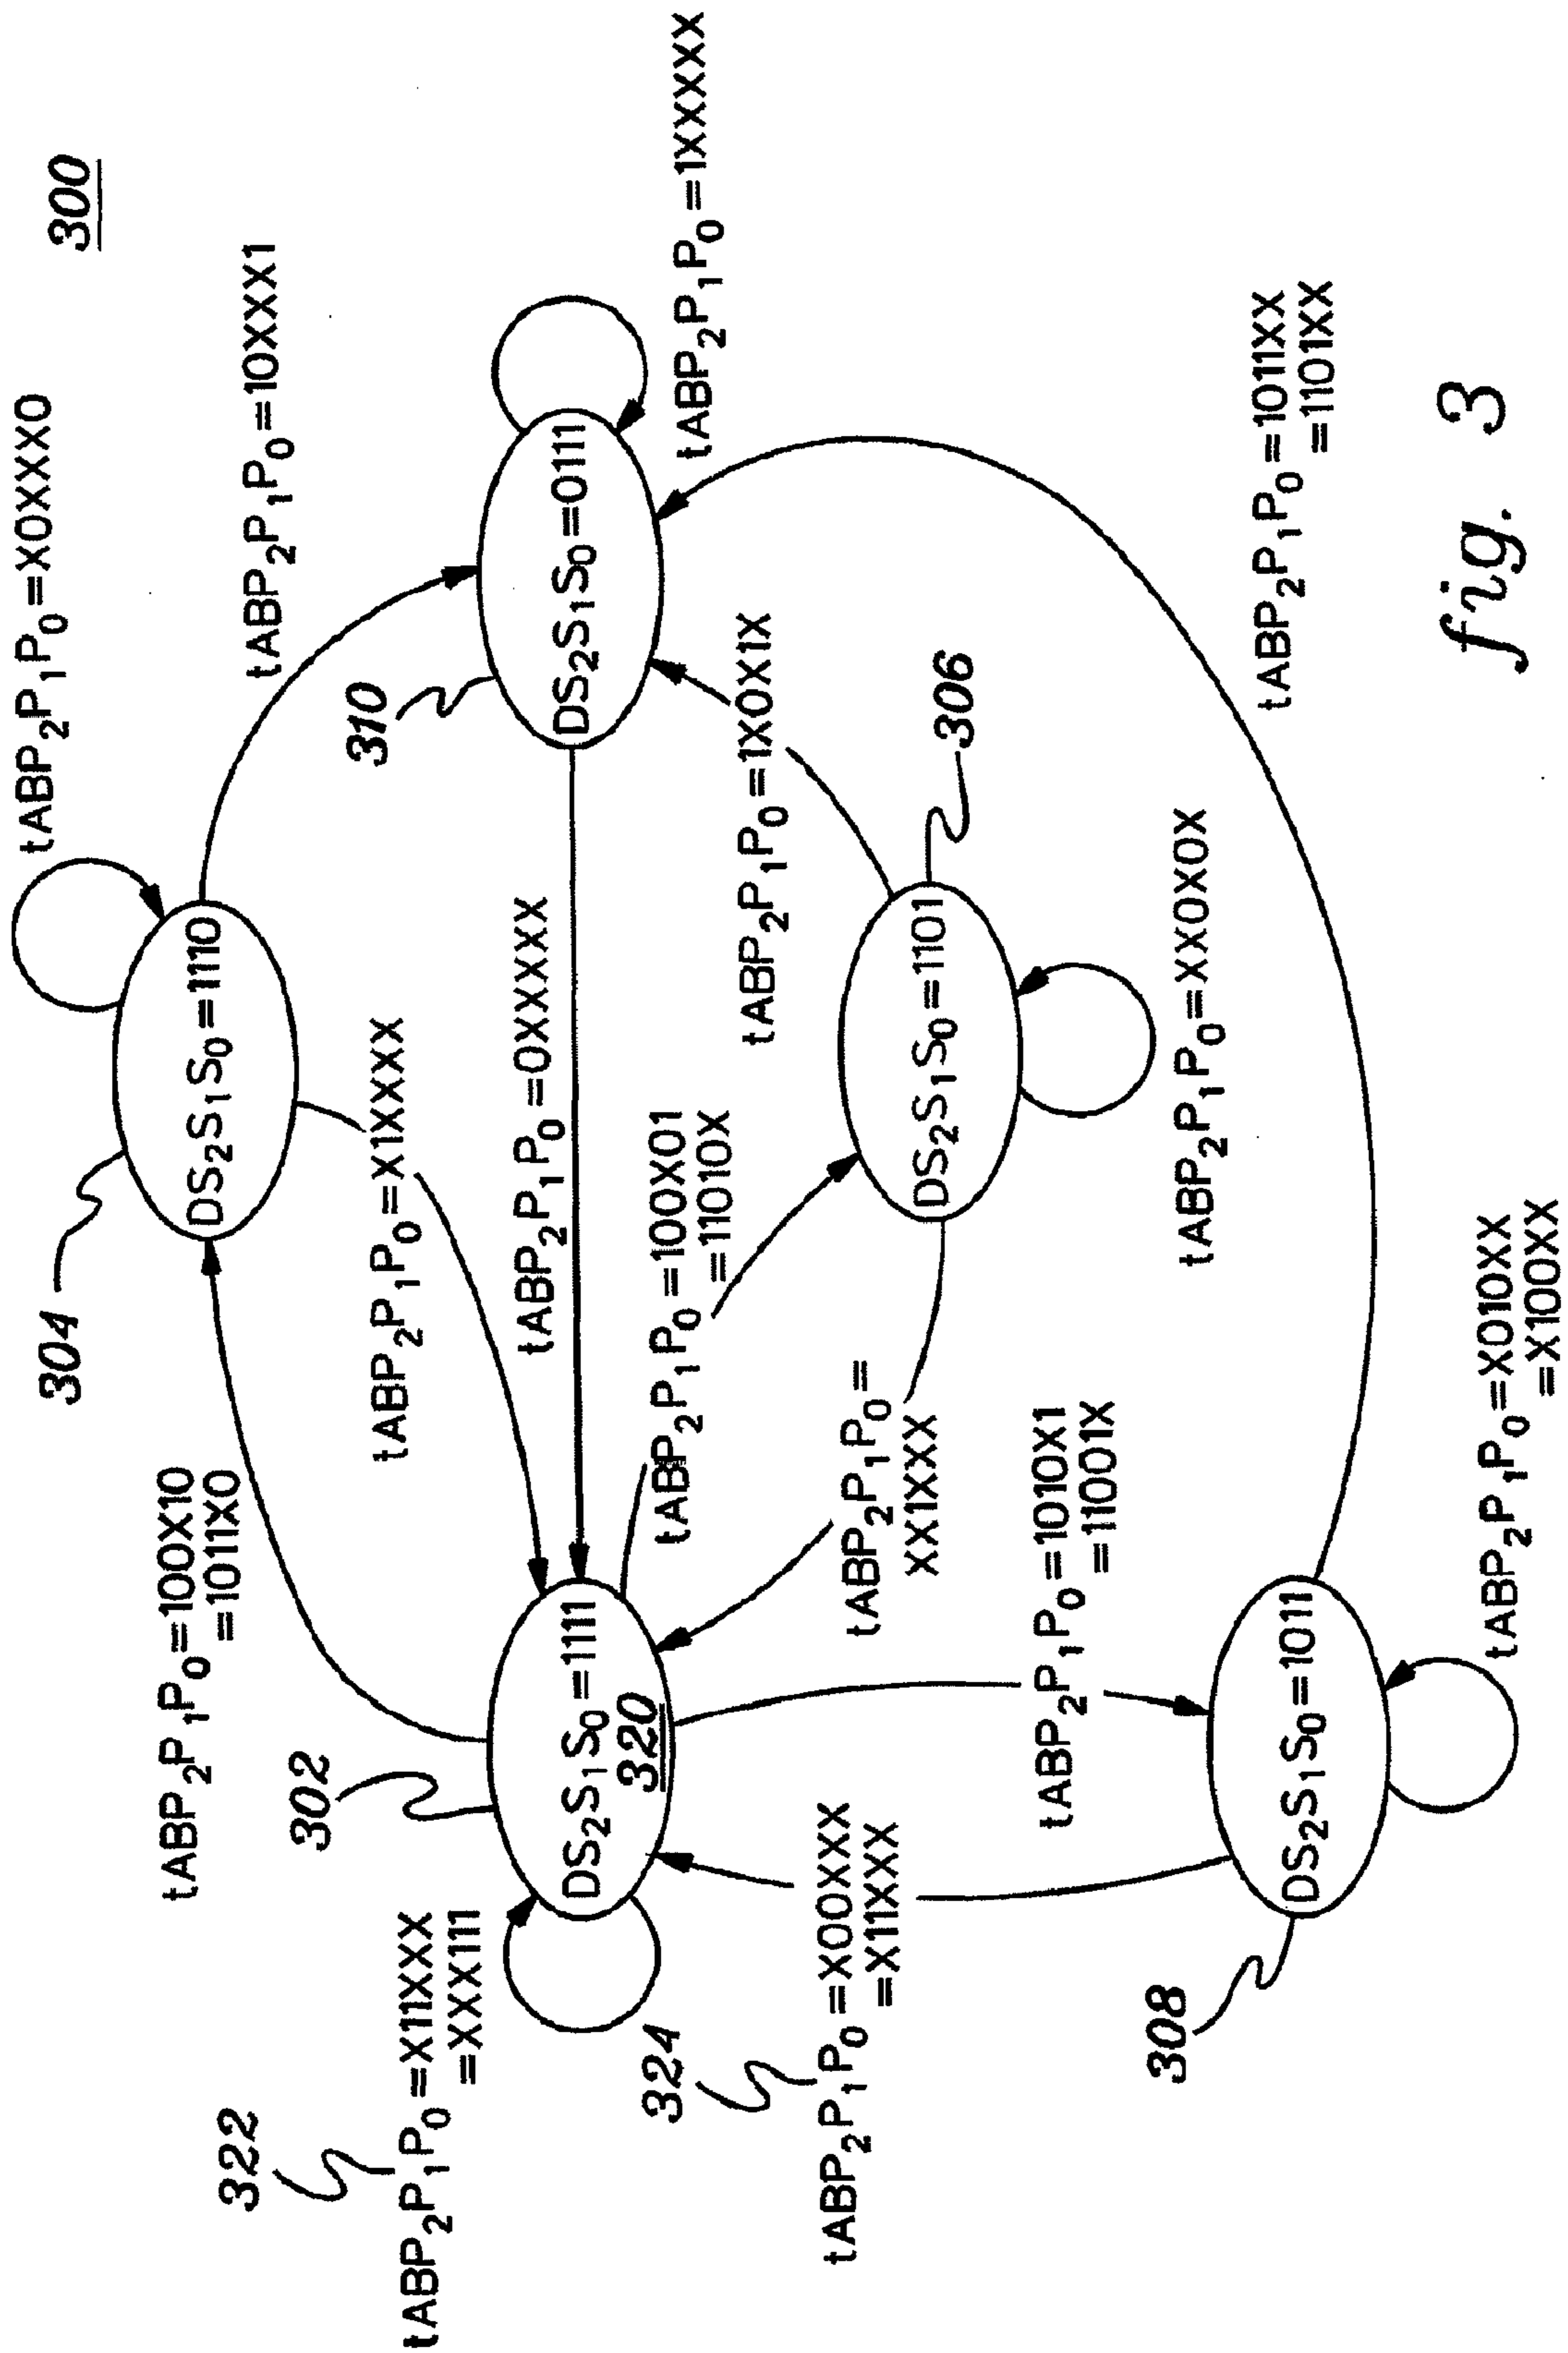 300
tABP2P1P0=X0XXX0
304
DS2S1S0=1110
tABP2P1P0=10XXX1
tABP2P1P0=100X10
=1011X0
tABP2P1P0=X1XXXX
310
DS2S1S0=0111
tABP2P1P0=1XXXXX
tABP2P1P0=0XXXXX
302
322
tABP2P1P0=X11XXX
=XXX111
DS2S1S0=1111
320
tABP2P1P0=100X01
=11010X
tABP2P1P0=1X0X1X
306
DS2S1S0=1101
324
tABP2P1P0=X00XXX
=X11XXX
tABP2P1P0=
XX1XXX
tABP2P1P0=XX0X0X
tABP2P1P0=1010X1
=11001X
308
DS2S1S0=1011
tABP2P1P0=1011XX
=1101XX
tABP2P1P0=X010XX
=X100XX
fig. 3